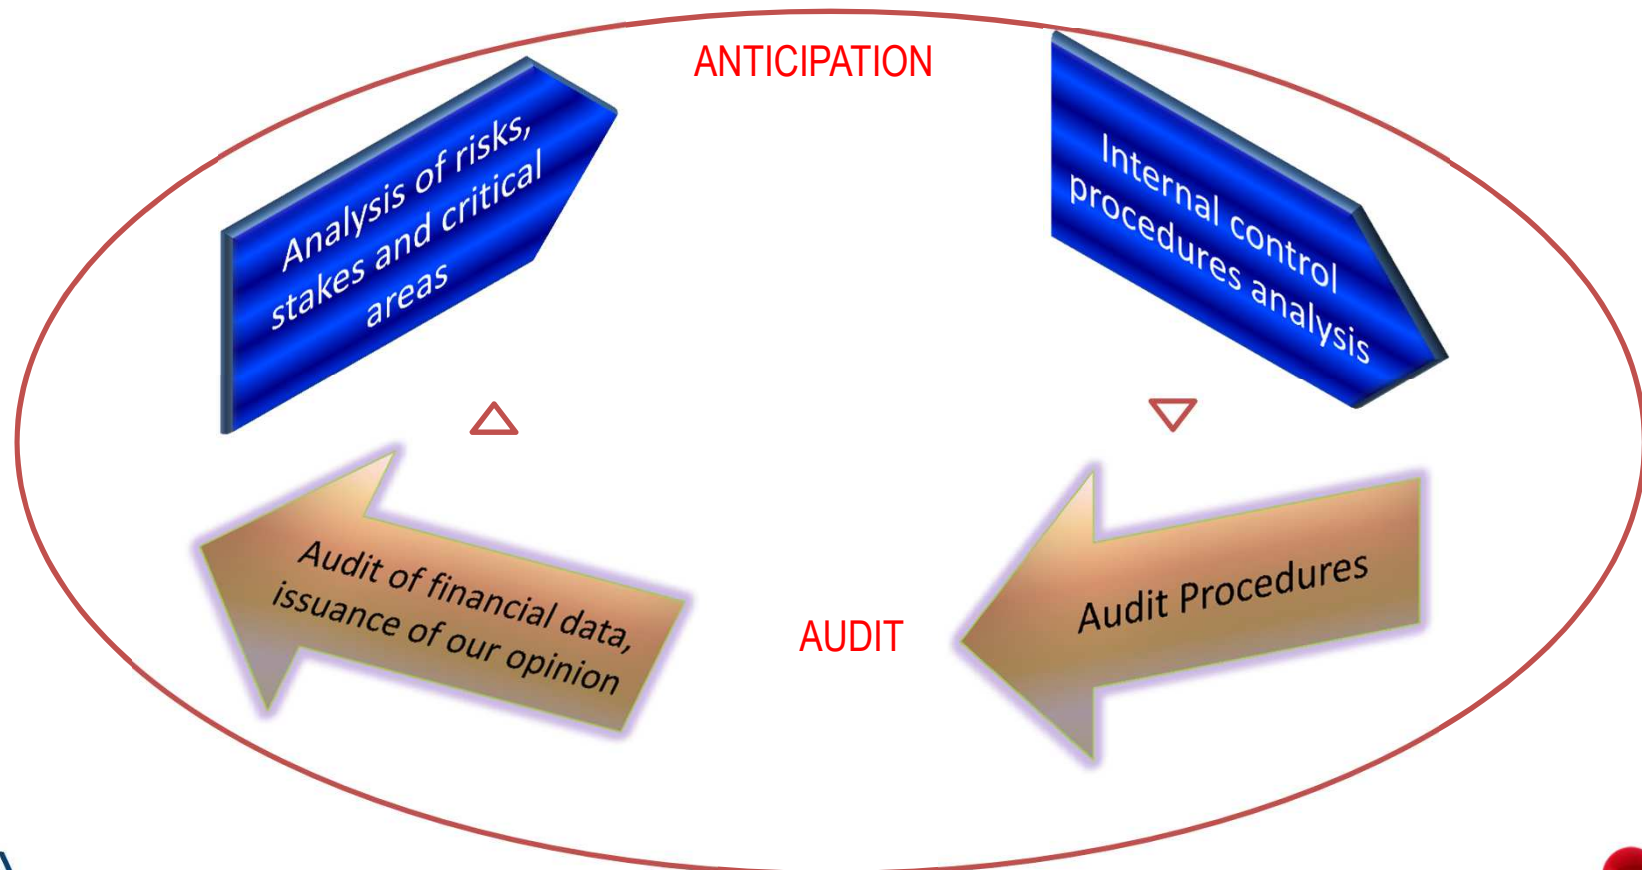 ANTICIPATION
Analysis of risks,
stakes and critical
areas
Internal control
procedures analysis
Audit of financial data,
issuance of our opinion
AUDIT
Audit Procedures